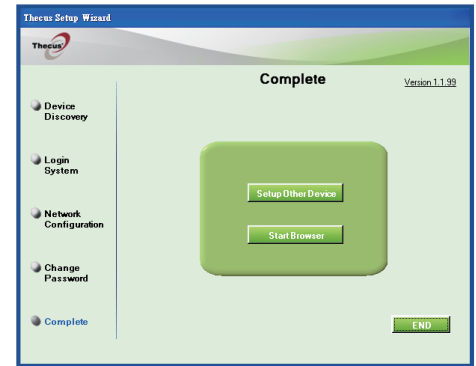 Thecus Setup Wizard
Thecus
Complete
Version 1.1.99
Device
Discovery
Login
System
Network
Configuration
Change
Password
Complete
Setup Other Device
Start Browser
END